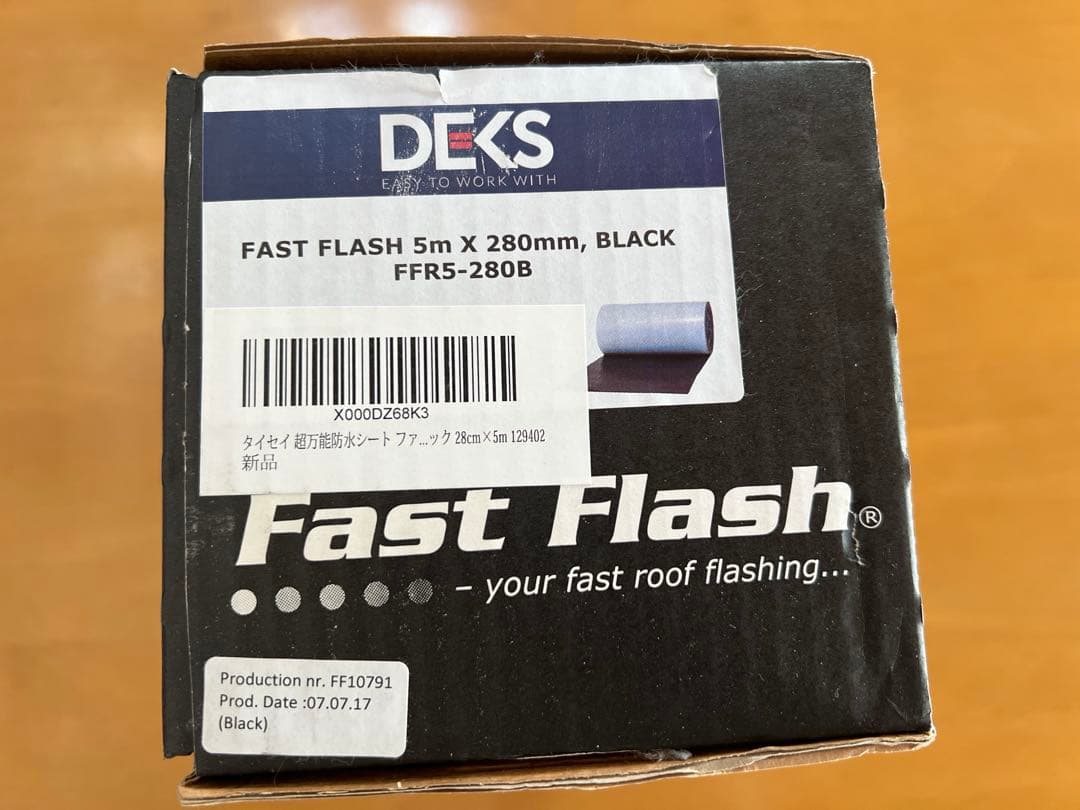 DEKS
EASY TO WORK WITH
FAST FLASH 5m X 280mm, BLACK
FFR5-280B
X000DZ68K3
タイセイ 超万能防水シート ファ...ック 28cm×5m 129402
新品
Fast Flash®
– your fast roof flashing...
Production nr. FF10791
Prod. Date :07.07.17
(Black)